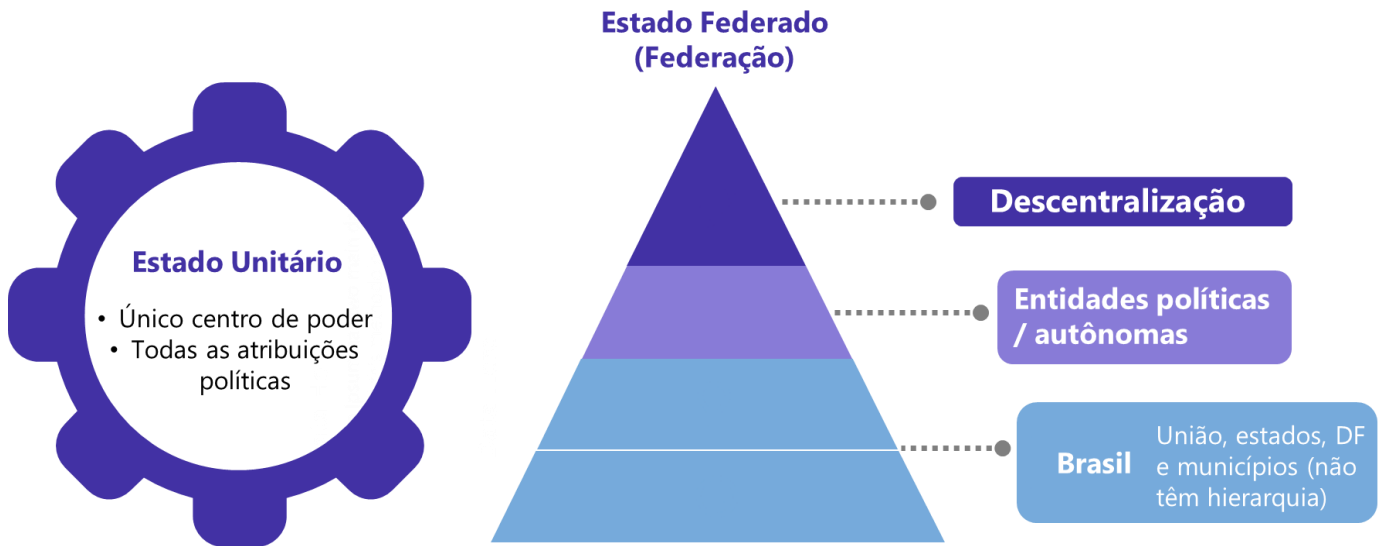 Estado Unitário
• Único centro de poder
• Todas as atribuições
políticas
Estado Federado
(Federação)
Descentralização
Entidades políticas
/ autônomas
Brasil
União, estados, DF
e municípios (não
têm hierarquia)